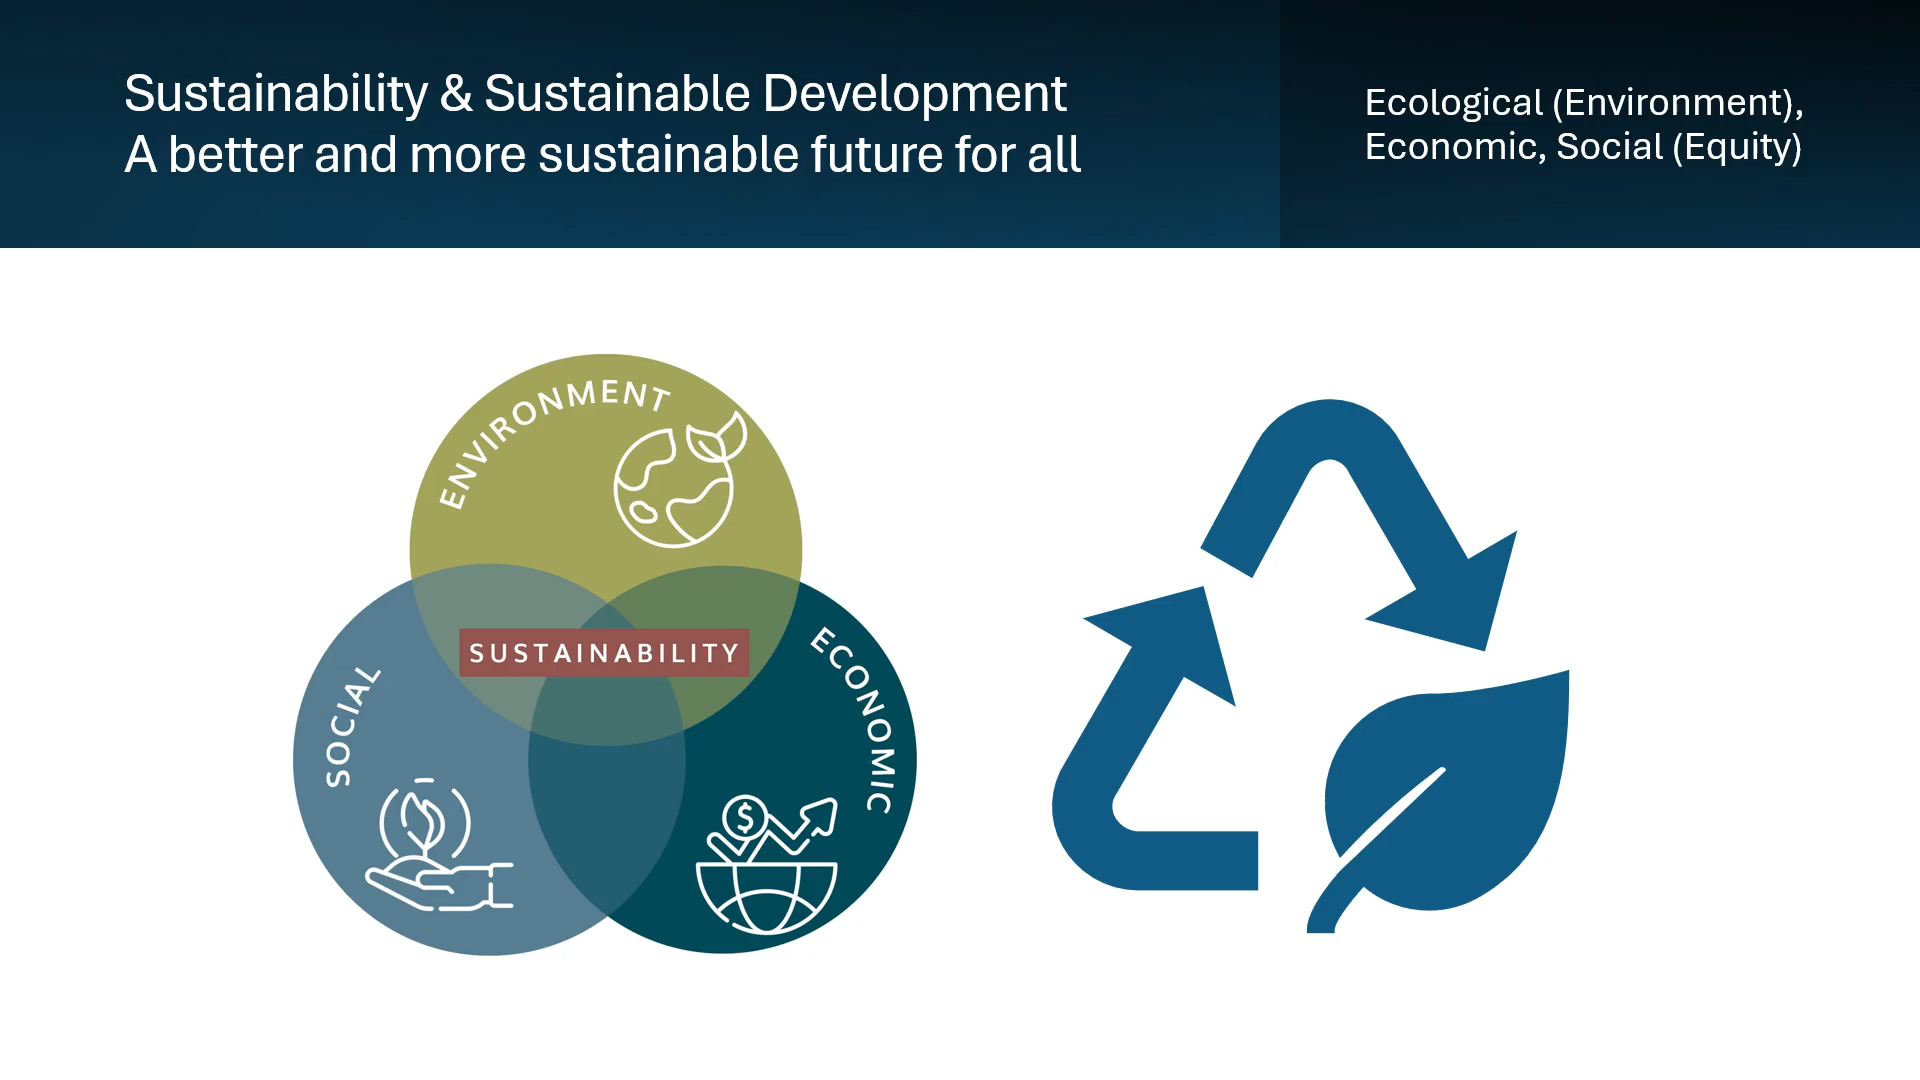 Sustainability & Sustainable Development
A better and more sustainable future for all
Ecological (Environment),
Economic, Social (Equity)
ENVIRONMENT
SUSTAINABILITY
SOCIAL
ECONOMIC
$